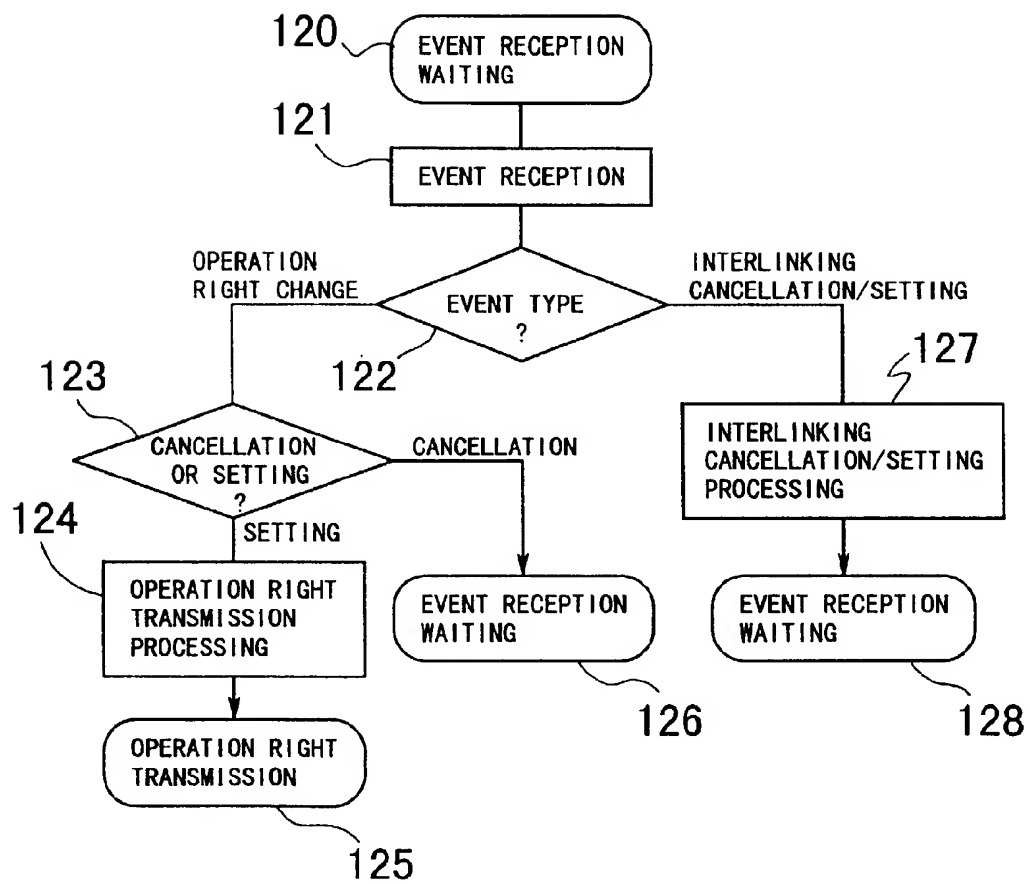 120
EVENT RECEPTION
WAITING
121
EVENT RECEPTION
OPERATION
RIGHT CHANGE
INTERLINKING
CANCELLATION/SETTING
EVENT TYPE
?
122
123
CANCELLATION
OR SETTING
?
CANCELLATION
SETTING
127
INTERLINKING
CANCELLATION/SETTING
PROCESSING
124
OPERATION RIGHT
TRANSMISSION
PROCESSING
EVENT RECEPTION
WAITING
126
EVENT RECEPTION
WAITING
128
OPERATION RIGHT
TRANSMISSION
125